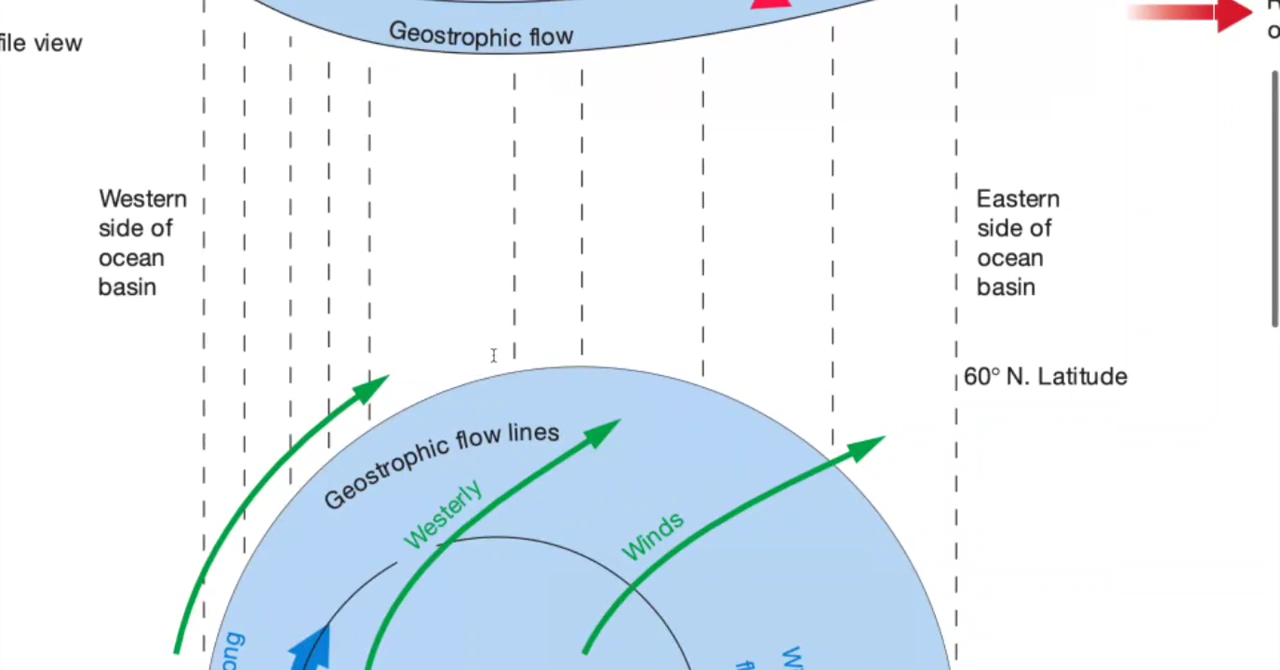 Geostrophic flow
file view
Western
side of
ocean
basin
Eastern
side of
ocean
basin
60° N. Latitude
Geostrophic flow lines
Westerly
Winds